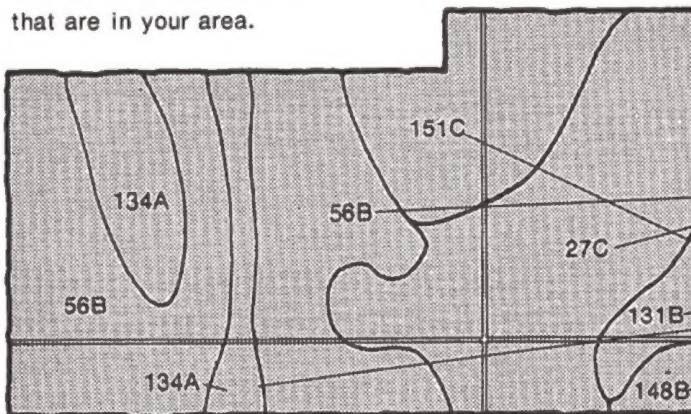 that are in your area.
151C
134A
56B
27C
56B
131B
134A
148B